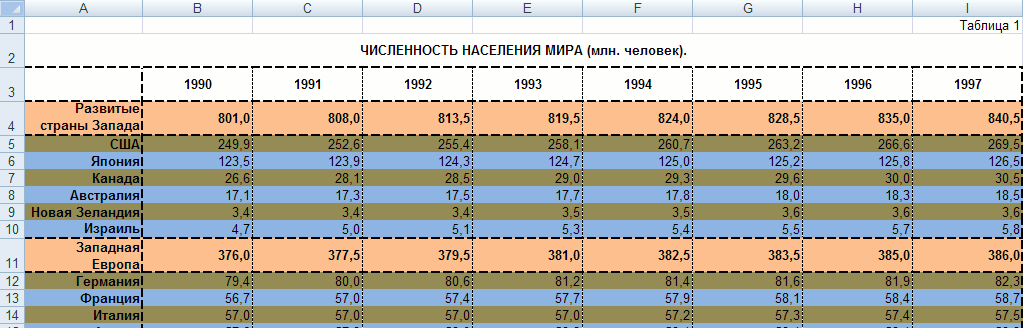 A B C D E F G H I
1 Таблица 1
2 ЧИСЛЕННОСТЬ НАСЕЛЕНИЯ МИРА (млн. человек).
3 1990 1991 1992 1993 1994 1995 1996 1997
Развитые
4 страны Запада 801,0 808,0 813,5 819,5 824,0 828,5 835,0 840,5
5 США 249,9 252,6 255,4 258,1 260,7 263,2 266,6 269,5
6 Япония 123,5 123,9 124,3 124,7 125,0 125,2 125,8 126,5
7 Канада 26,6 28,1 28,5 29,0 29,3 29,6 30,0 30,5
8 Австралия 17,1 17,3 17,5 17,7 17,8 18,0 18,3 18,5
9 Новая Зеландия 3,4 3,4 3,4 3,5 3,5 3,6 3,6 3,6
10 Израиль 4,7 5,0 5,1 5,3 5,4 5,5 5,7 5,8
Западная
11 Европа 376,0 377,5 379,5 381,0 382,5 383,5 385,0 386,0
12 Германия 79,4 80,0 80,6 81,2 81,4 81,6 81,9 82,3
13 Франция 56,7 57,0 57,4 57,7 57,9 58,1 58,4 58,7
14 Италия 57,0 57,0 57,0 57,0 57,2 57,3 57,4 57,5